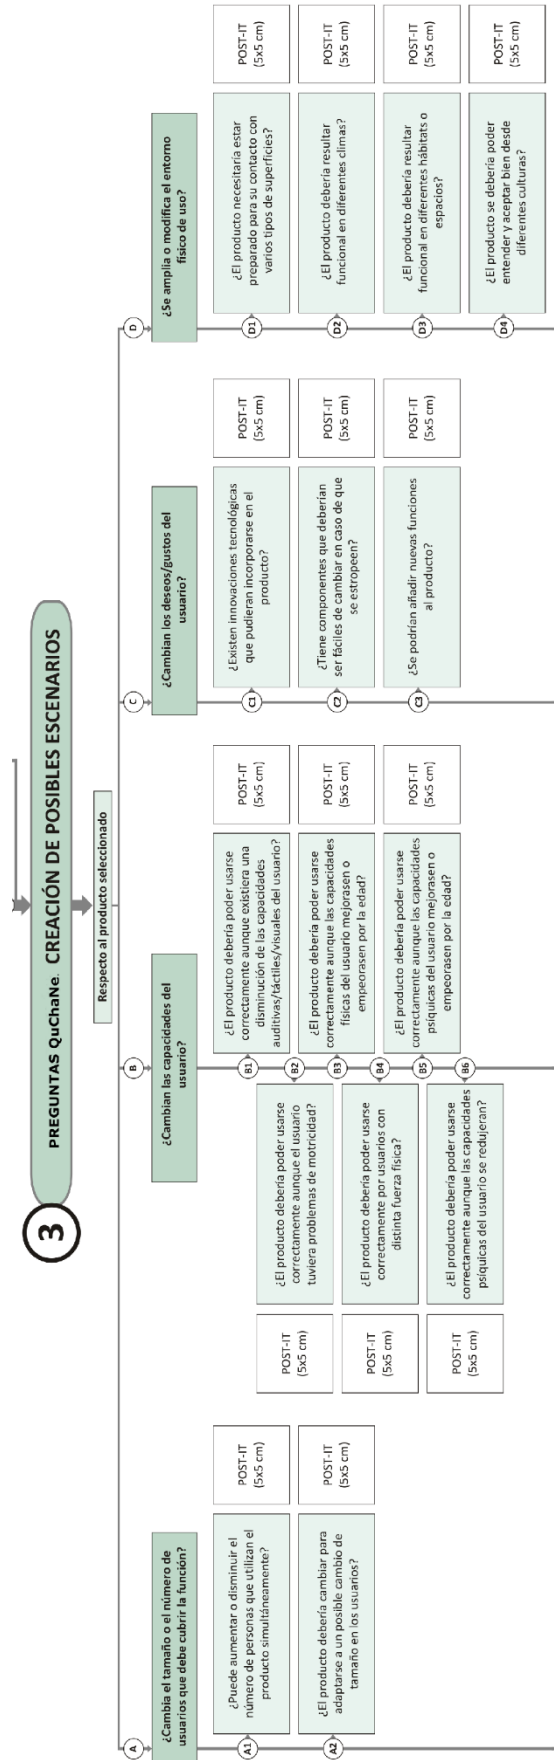 3
PREGUNTAS QuChaNe. CREACIÓN DE POSIBLES ESCENARIOS
Respecto al producto seleccionado
A
¿Cambia el tamaño o el número de
usuarios que debe cubrir la función?
A1
¿Puede aumentar o disminuir el
número de personas que utilizan el
producto simultáneamente?
POST-IT
(5x5 cm)
A2
¿El producto debería cambiar para
adaptarse a un posible cambio de
tamaño en los usuarios?
POST-IT
(5x5 cm)
B
¿Cambian las capacidades del
usuario?
B1
¿El producto debería poder usarse
correctamente aunque existiera una
disminución de las capacidades
auditivas/táctiles/visuales del usuario?
POST-IT
(5x5 cm)
B2
¿El producto debería poder usarse
correctamente aunque el usuario
tuviera problemas de motricidad?
POST-IT
(5x5 cm)
B3
¿El producto debería poder usarse
correctamente aunque las capacidades
físicas del usuario mejorasen o
empeorasen por la edad?
POST-IT
(5x5 cm)
B4
¿El producto debería poder usarse
correctamente por usuarios con
distinta fuerza física?
POST-IT
(5x5 cm)
B5
¿El producto debería poder usarse
correctamente aunque las capacidades
psíquicas del usuario mejorasen o
empeorasen por la edad?
POST-IT
(5x5 cm)
B6
¿El producto debería poder usarse
correctamente aunque las capacidades
psíquicas del usuario se redujeran?
POST-IT
(5x5 cm)
C
¿Cambian los deseos/gustos del
usuario?
C1
¿Existen innovaciones tecnológicas
que pudieran incorporarse en el
producto?
POST-IT
(5x5 cm)
C2
¿Tiene componentes que deberían
ser fáciles de cambiar en caso de que
se estropeen?
POST-IT
(5x5 cm)
C3
¿Se podrían añadir nuevas funciones
al producto?
POST-IT
(5x5 cm)
D
¿Se amplia o modifica el entorno
físico de uso?
D1
¿El producto necesitaría estar
preparado para su contacto con
varios tipos de superficies?
POST-IT
(5x5 cm)
D2
¿El producto debería resultar
funcional en diferentes climas?
POST-IT
(5x5 cm)
D3
¿El producto debería resultar
funcional en diferentes hábitats o
espacios?
POST-IT
(5x5 cm)
D4
¿El producto se debería poder
entender y aceptar bien desde
diferentes culturas?
POST-IT
(5x5 cm)